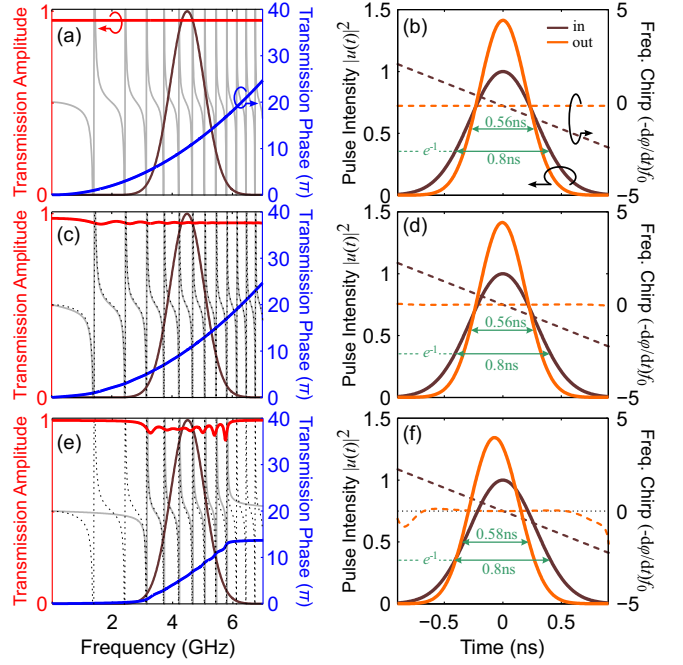 Transmission Amplitude
1
0
(a)
40
30
20
10
0
Transmission Phase (π)
Pulse Intensity |u(t)|²
1.5
1
0.5
0
(b)
in
out
0.56ns
e⁻¹
0.8ns
5
0
−5
Freq. Chirp (-dφ/dt)f₀
Transmission Amplitude
1
0
(c)
40
30
20
10
0
Transmission Phase (π)
Pulse Intensity |u(t)|²
1.5
1
0.5
0
(d)
0.56ns
e⁻¹
0.8ns
5
0
−5
Freq. Chirp (-dφ/dt)f₀
Transmission Amplitude
1
0
(e)
40
30
20
10
0
Transmission Phase (π)
0 2 4 6
Frequency (GHz)
Pulse Intensity |u(t)|²
1.5
1
0.5
0
(f)
0.58ns
e⁻¹
0.8ns
5
0
−5
Freq. Chirp (-dφ/dt)f₀
−0.5 0 0.5
Time (ns)